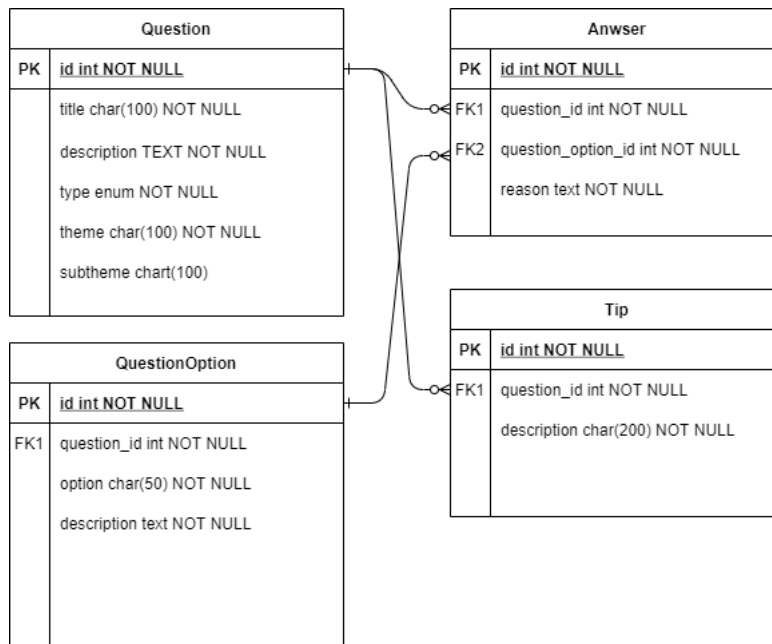 Question
PK id int NOT NULL
title char(100) NOT NULL
description TEXT NOT NULL
type enum NOT NULL
theme char(100) NOT NULL
subtheme chart(100)
QuestionOption
PK id int NOT NULL
FK1 question_id int NOT NULL
option char(50) NOT NULL
description text NOT NULL
Anwser
PK id int NOT NULL
FK1 question_id int NOT NULL
FK2 question_option_id int NOT NULL
reason text NOT NULL
Tip
PK id int NOT NULL
FK1 question_id int NOT NULL
description char(200) NOT NULL